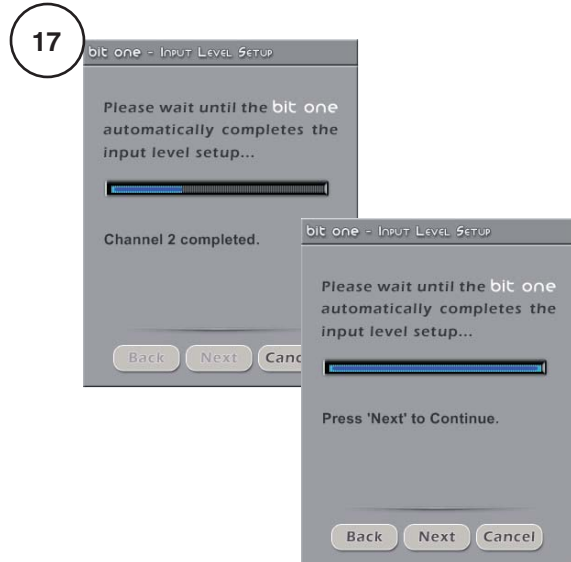 17
bit one - Input Level Setup
Please wait until the bit one
automatically completes the
input level setup...
Channel 2 completed.
Back Next Canc
bit one - Input Level Setup
Please wait until the bit one
automatically completes the
input level setup...
Press 'Next' to Continue.
Back Next Cancel